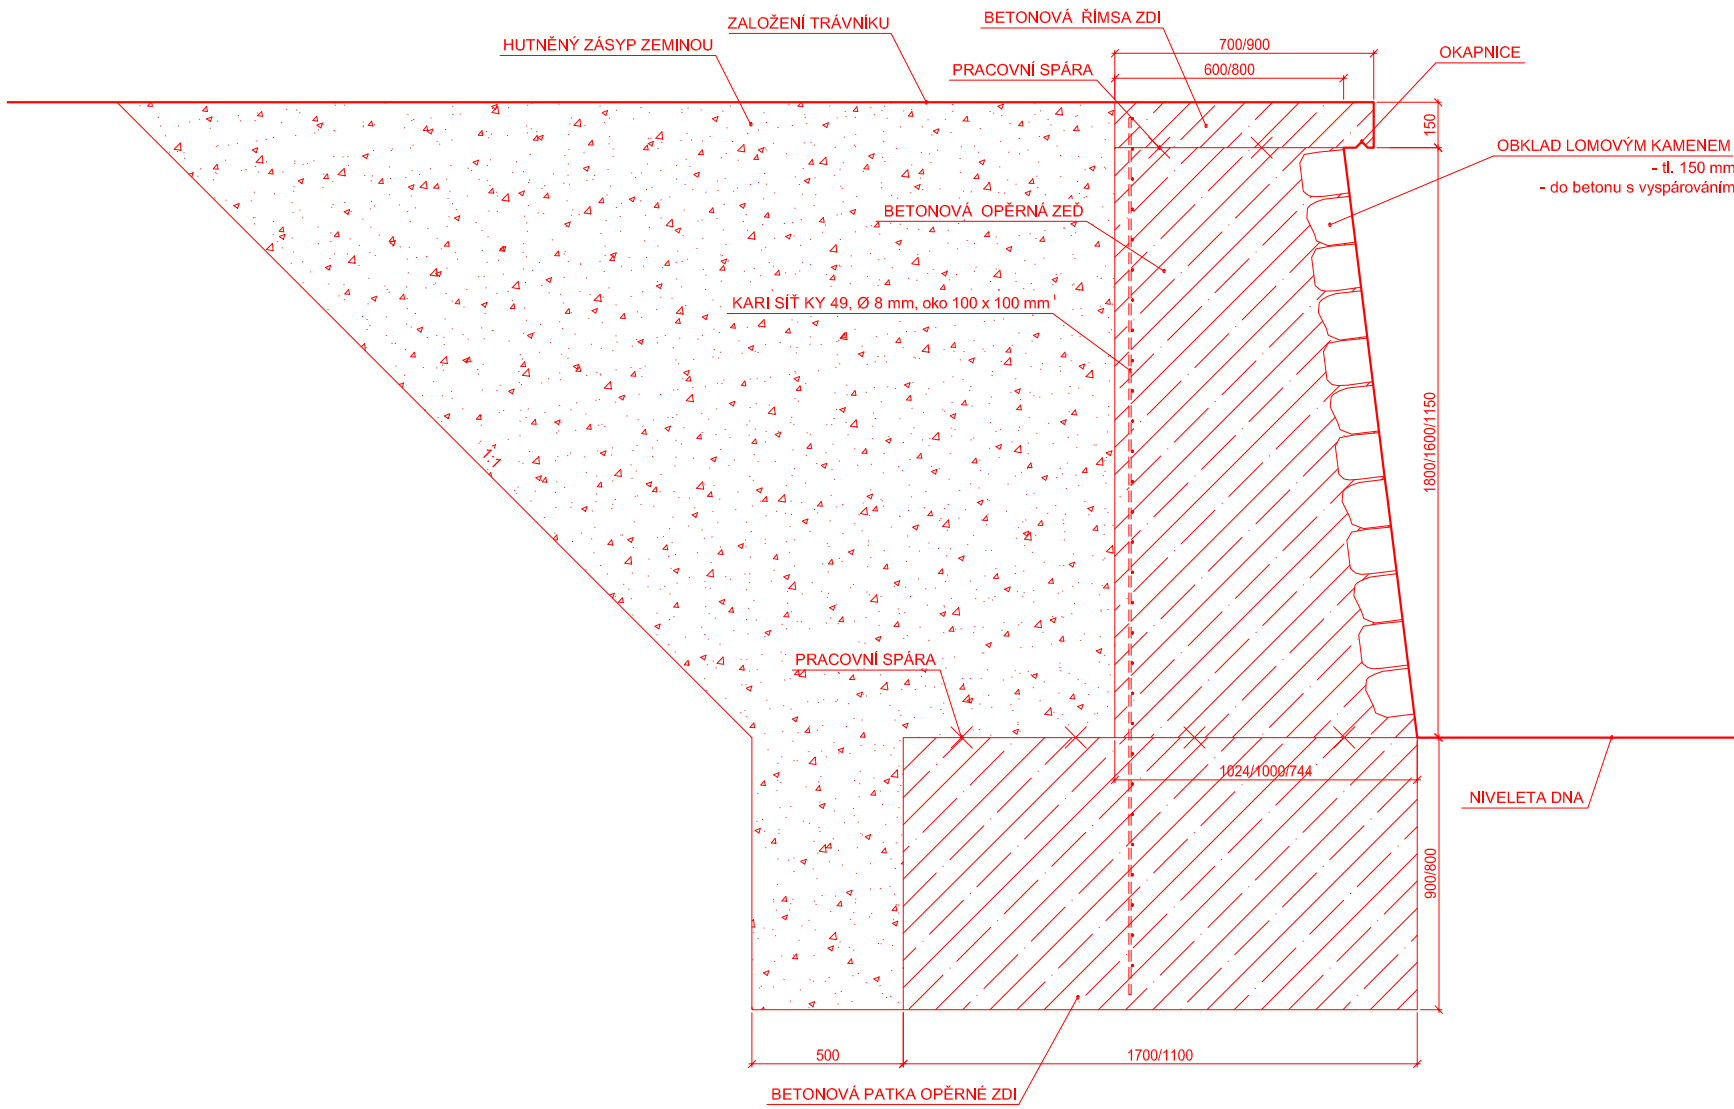 BETONOVÁ ŘÍMSA ZDI
ZALOŽENÍ TRÁVNÍKU
HUTNĚNÝ ZÁSYP ZEMINOU
700/900
OKAPNICE
PRACOVNÍ SPÁRA
600/800
150
OBKLAD LOMOVÝM KAMENEM
- tl. 150 mm
- do betonu s vyspárováním
BETONOVÁ OPĚRNÁ ZEĎ
KARI SÍŤ KY 49, Ø 8 mm, oko 100 x 100 mm
1800/1600/1150
1:1
PRACOVNÍ SPÁRA
1024/1000/744
NIVELETA DNA
900/800
500
1700/1100
BETONOVÁ PATKA OPĚRNÉ ZDI